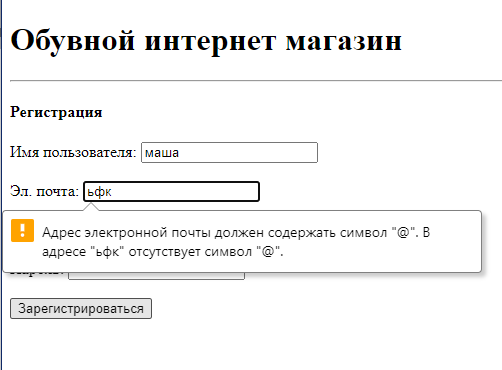 Обувной интернет магазин
Регистрация
Имя пользователя: маша
Эл. почта: ьфк
Адрес электронной почты должен содержать символ "@". В
адресе "ьфк" отсутствует символ "@".
Зарегистрироваться